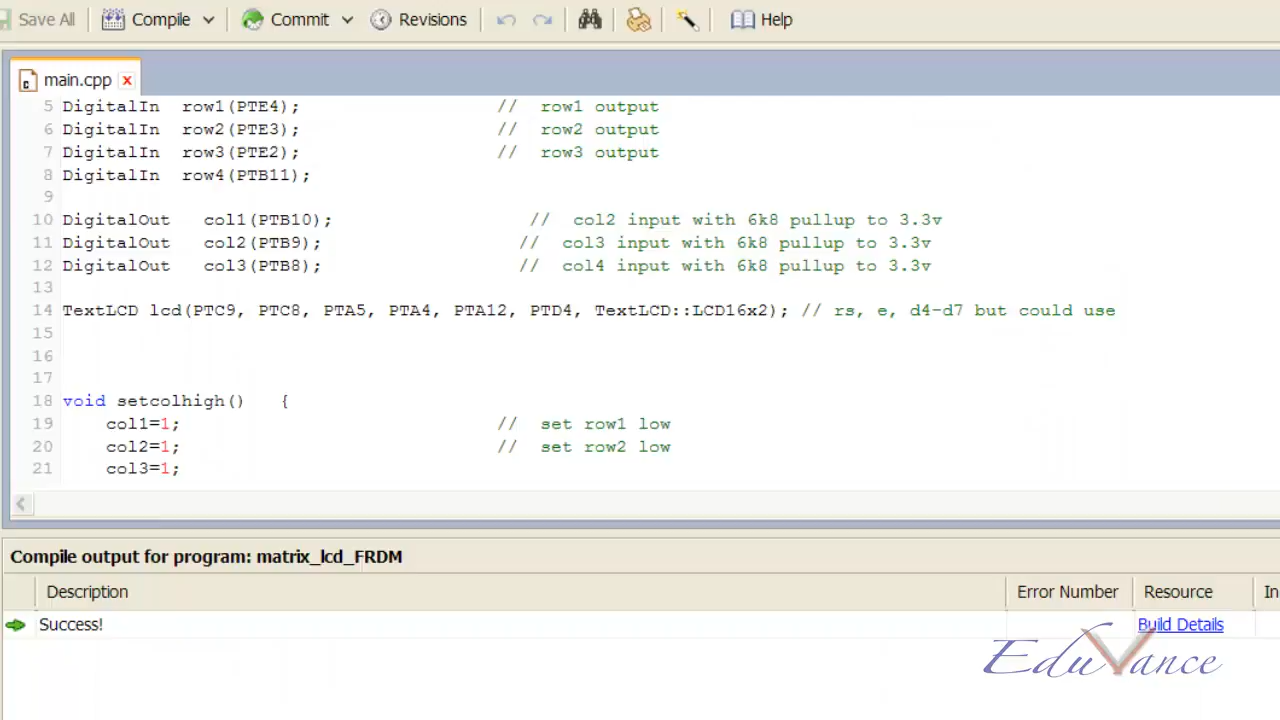 Save All Compile Commit Revisions Help
main.cpp x
5 DigitalIn row1(PTE4); // row1 output
6 DigitalIn row2(PTE3); // row2 output
7 DigitalIn row3(PTE2); // row3 output
8 DigitalIn row4(PTB11);
9
10 DigitalOut col1(PTB10); // col2 input with 6k8 pullup to 3.3v
11 DigitalOut col2(PTB9); // col3 input with 6k8 pullup to 3.3v
12 DigitalOut col3(PTB8); // col4 input with 6k8 pullup to 3.3v
13
14 TextLCD lcd(PTC9, PTC8, PTA5, PTA4, PTA12, PTD4, TextLCD::LCD16x2); // rs, e, d4-d7 but could use
15
16
17
18 void setcolhigh() {
19 col1=1; // set row1 low
20 col2=1; // set row2 low
21 col3=1;
Compile output for program: matrix_lcd_FRDM
Description Error Number Resource In
Success! Build Details
EduVance